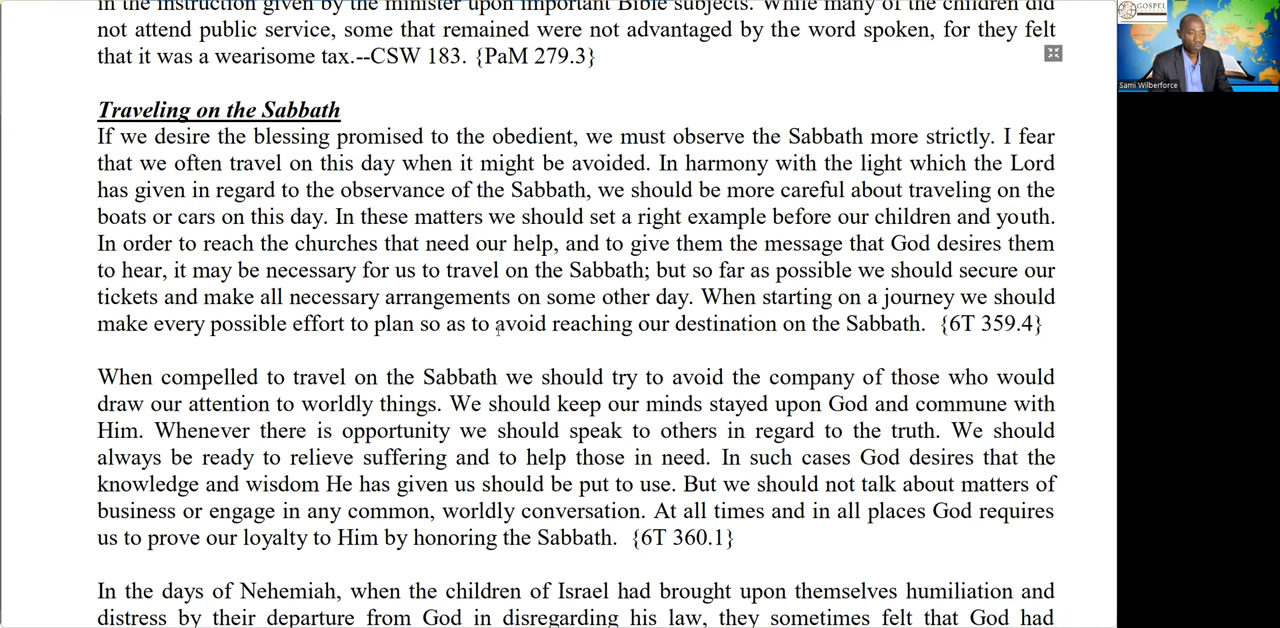 in the instruction given by the minister upon important Bible subjects. While many of the children did
not attend public service, some that remained were not advantaged by the word spoken, for they felt
that it was a wearisome tax.--CSW 183. {PaM 279.3}
Traveling on the Sabbath
If we desire the blessing promised to the obedient, we must observe the Sabbath more strictly. I fear
that we often travel on this day when it might be avoided. In harmony with the light which the Lord
has given in regard to the observance of the Sabbath, we should be more careful about traveling on the
boats or cars on this day. In these matters we should set a right example before our children and youth.
In order to reach the churches that need our help, and to give them the message that God desires them
to hear, it may be necessary for us to travel on the Sabbath; but so far as possible we should secure our
tickets and make all necessary arrangements on some other day. When starting on a journey we should
make every possible effort to plan so as to avoid reaching our destination on the Sabbath. {6T 359.4}
When compelled to travel on the Sabbath we should try to avoid the company of those who would
draw our attention to worldly things. We should keep our minds stayed upon God and commune with
Him. Whenever there is opportunity we should speak to others in regard to the truth. We should
always be ready to relieve suffering and to help those in need. In such cases God desires that the
knowledge and wisdom He has given us should be put to use. But we should not talk about matters of
business or engage in any common, worldly conversation. At all times and in all places God requires
us to prove our loyalty to Him by honoring the Sabbath. {6T 360.1}
In the days of Nehemiah, when the children of Israel had brought upon themselves humiliation and
distress by their departure from God in disregarding his law, they sometimes felt that God had
GOSPEL
Sami Wilberforce